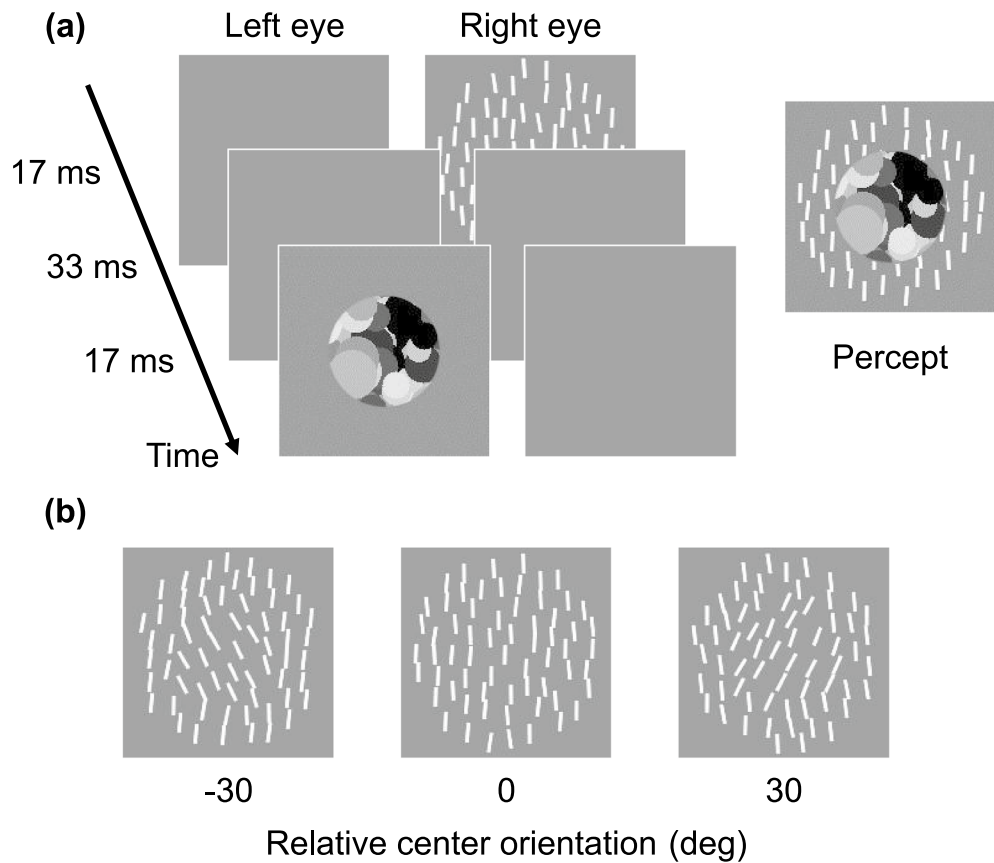 (a)
Left eye
Right eye
17 ms
33 ms
17 ms
Time
Percept
(b)
-30
0
30
Relative center orientation (deg)